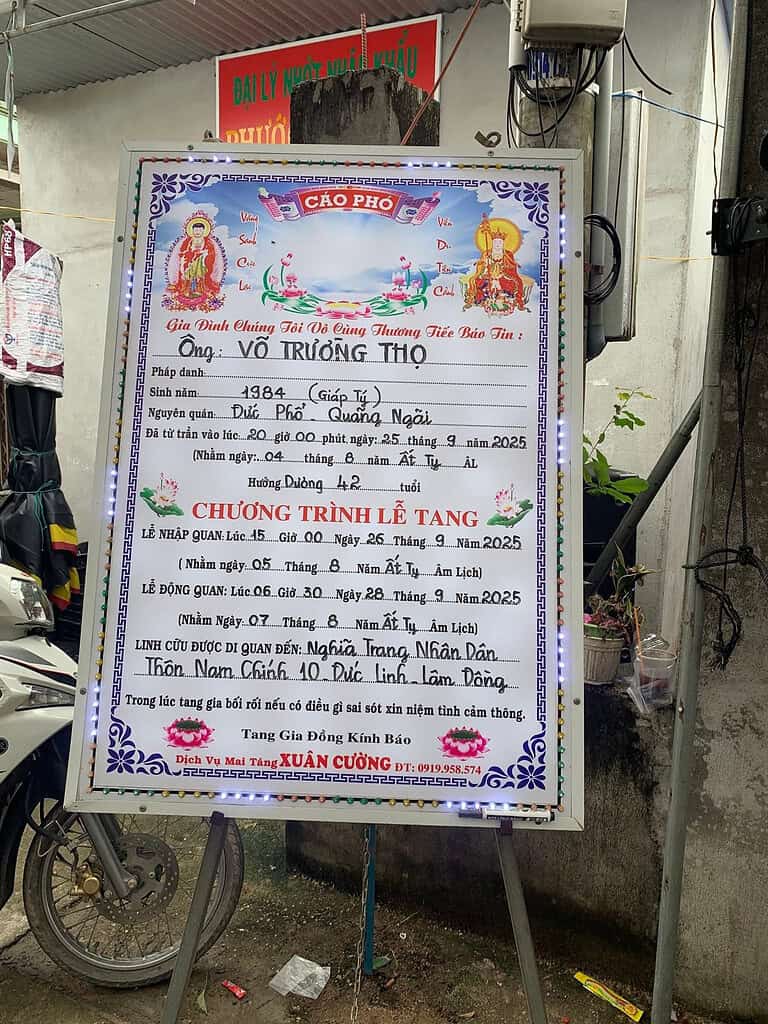 ĐẠI LÝ NHỚT NHẬP KHẨU
CÁO PHÓ
Vãng Sanh Cực Lạc
Vấn Du Tân Cảnh
Gia Đình Chúng Tôi Vô Cùng Thương Tiếc Báo Tin :
Ông: VÕ TRƯỜNG THỌ
Pháp danh:
Sinh năm: 1984 (Giáp Tý)
Nguyên quán: Đức Phổ - Quảng Ngãi
Đã từ trần vào lúc: 20 giờ 00 phút, ngày: 25 tháng 9 năm 2025
(Nhằm ngày: 04 tháng 8 năm Ất Tỵ ÂL
Hưởng Dương 42 tuổi
CHƯƠNG TRÌNH LỄ TANG
LỄ NHẬP QUAN: Lúc 15 Giờ 00 Ngày 26 Tháng 9 Năm 2025
( Nhằm ngày 05 Tháng 8 Năm Ất Tỵ Âm Lịch)
LỄ ĐỘNG QUAN: Lúc 06 Giờ 30 Ngày 28 Tháng 9 Năm 2025
(Nhằm Ngày 07 Tháng 8 Năm Ất Tỵ Âm Lịch)
LINH CỮU ĐƯỢC DI QUAN ĐẾN: Nghĩa Trang Nhân Dân
Thôn Nam Chính 10 - Đức Linh - Lâm Đồng
Trong lúc tang gia bối rối nếu có điều gì sai sót xin niệm tình cảm thông.
Tang Gia Đồng Kính Báo
Dịch Vụ Mai Táng XUÂN CƯỜNG ĐT: 0919.958.574